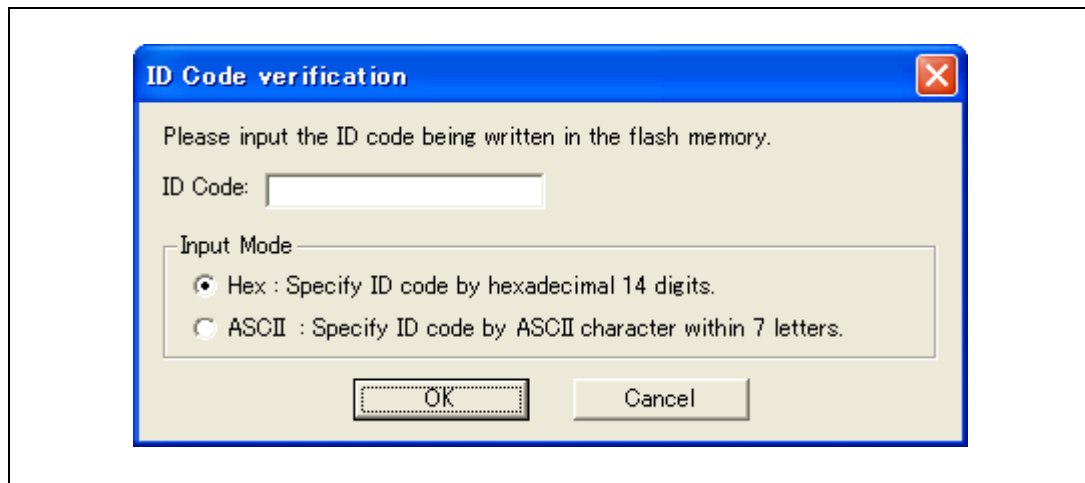 ID Code verification
Please input the ID code being written in the flash memory.
ID Code:
Input Mode
Hex : Specify ID code by hexadecimal 14 digits.
ASCII : Specify ID code by ASCII character within 7 letters.
OK Cancel